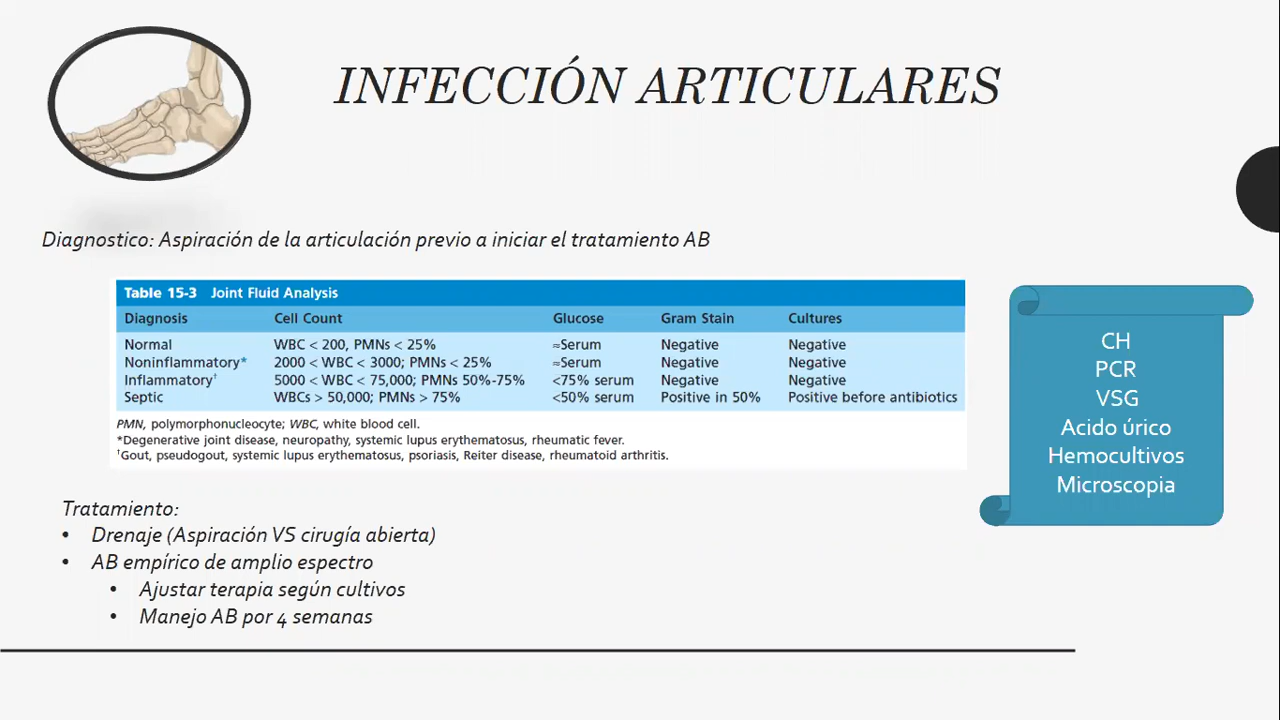 INFECCIÓN ARTICULARES
Diagnostico: Aspiración de la articulación previo a iniciar el tratamiento AB
Table 15-3 Joint Fluid Analysis
Diagnosis Cell Count Glucose Gram Stain Cultures
Normal WBC < 200, PMNs < 25% ≈Serum Negative Negative
Noninflammatory* 2000 < WBC < 3000; PMNs < 25% ≈Serum Negative Negative
Inflammatory† 5000 < WBC < 75,000; PMNs 50%-75% <75% serum Negative Negative
Septic WBCs > 50,000; PMNs > 75% <50% serum Positive in 50% Positive before antibiotics
PMN, polymorphonucleocyte; WBC, white blood cell.
*Degenerative joint disease, neuropathy, systemic lupus erythematosus, rheumatic fever.
†Gout, pseudogout, systemic lupus erythematosus, psoriasis, Reiter disease, rheumatoid arthritis.
CH
PCR
VSG
Acido úrico
Hemocultivos
Microscopia
Tratamiento:
• Drenaje (Aspiración VS cirugía abierta)
• AB empírico de amplio espectro
• Ajustar terapia según cultivos
• Manejo AB por 4 semanas